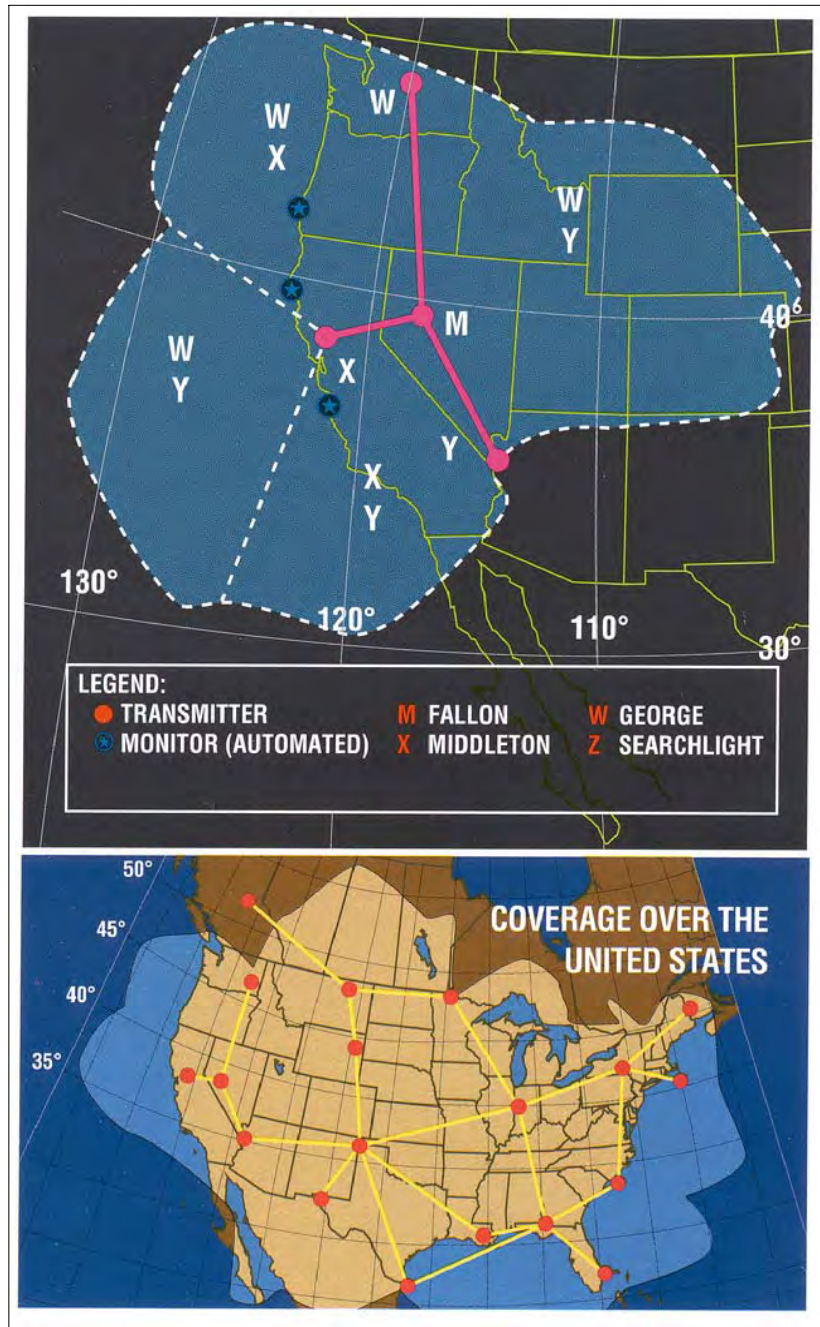 W
W
X
W
Y
40°
M
W
Y
X
Y
X
Y
130°
120°
110°
30°
LEGEND:
TRANSMITTER M FALLON W GEORGE
MONITOR (AUTOMATED) X MIDDLETON Z SEARCHLIGHT
50°
COVERAGE OVER THE
UNITED STATES
45°
40°
35°